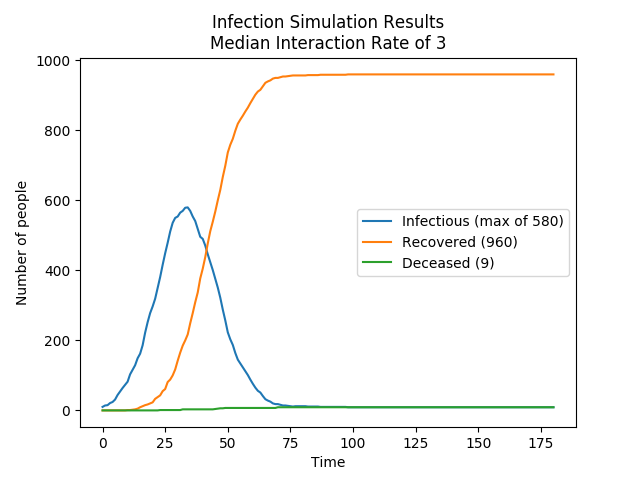 Infection Simulation Results
Median Interaction Rate of 3
1000
800
600
400
200
0
Number of people
Infectious (max of 580)
Recovered (960)
Deceased (9)
0 25 50 75 100 125 150 175
Time